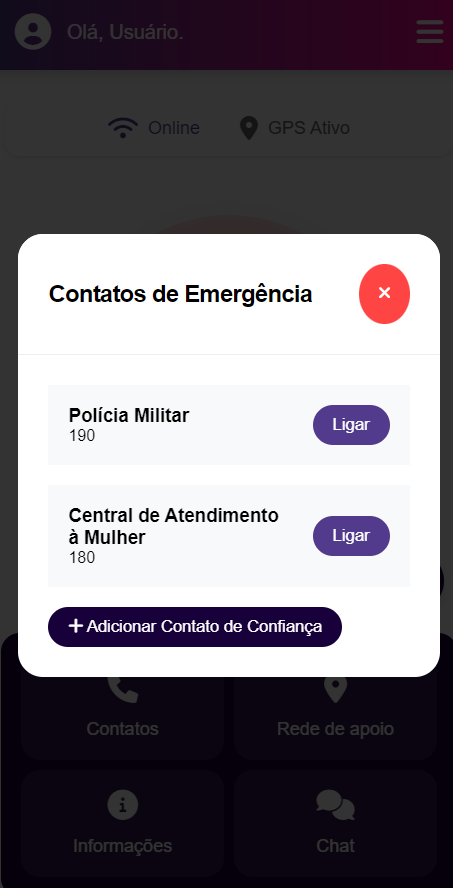 Olá, Usuário.
Online
GPS Ativo
Contatos de Emergência
Polícia Militar
190
Ligar
Central de Atendimento
à Mulher
180
Ligar
Adicionar Contato de Confiança
Contatos
Rede de apoio
Informações
Chat